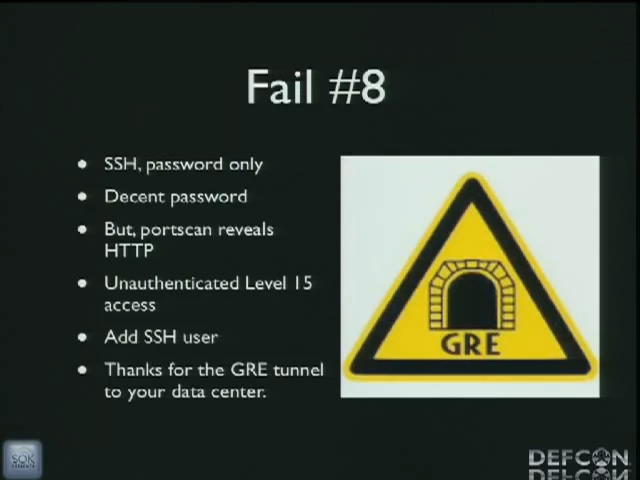 Fail #8
SSH, password only
Decent password
But, portscan reveals
HTTP
Unauthenticated Level 15
access
Add SSH user
Thanks for the GRE tunnel
to your data center.
GRE
DEFCON